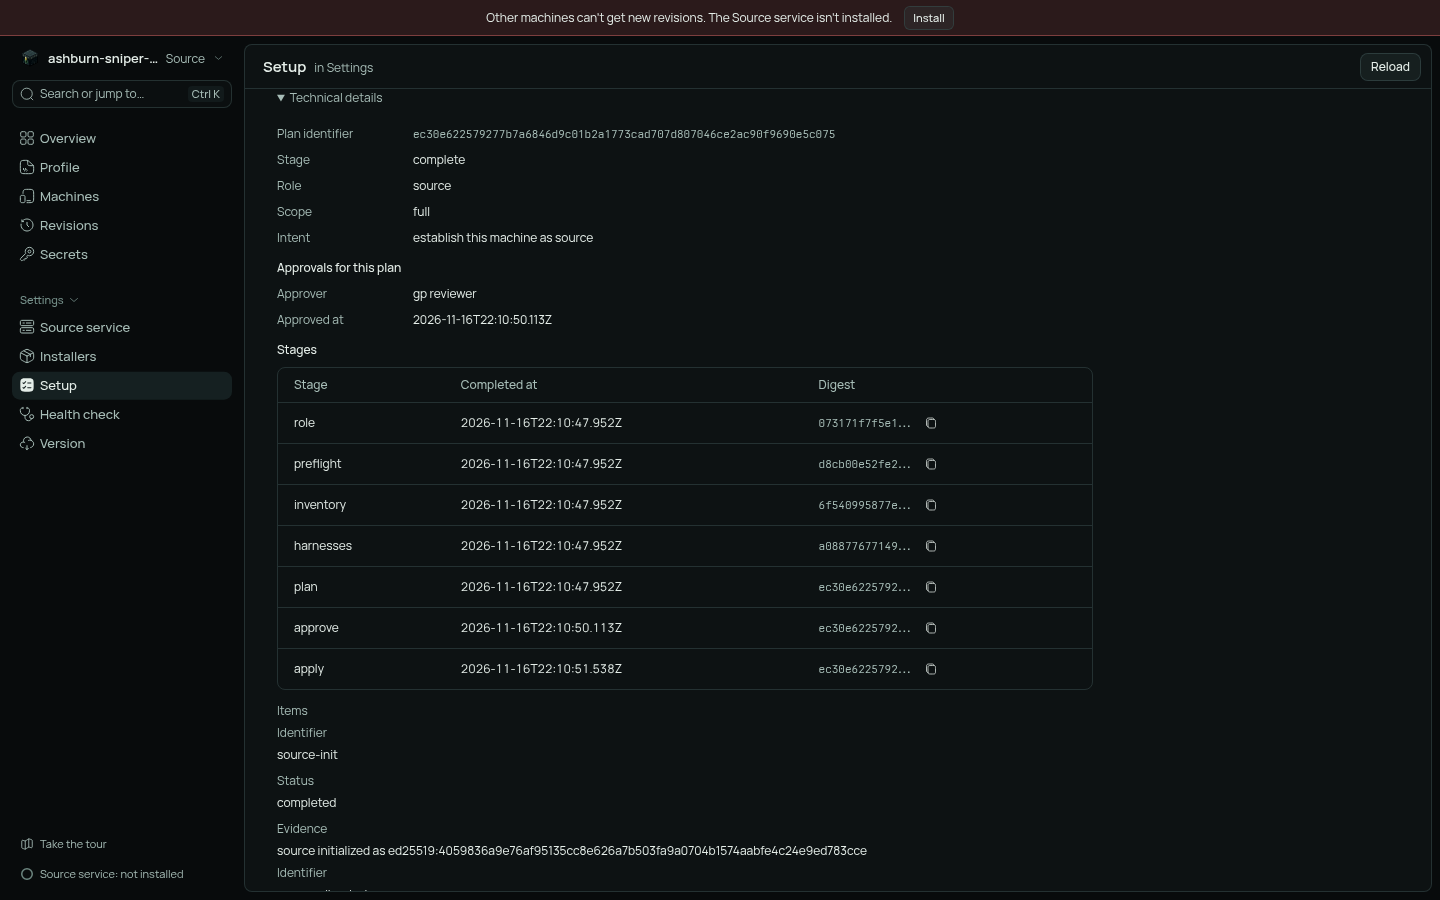 Other machines can't get new revisions. The Source service isn't installed. Install
ashburn-sniper-... Source
Search or jump to... Ctrl K
Overview
Profile
Machines
Revisions
Secrets
Settings
Source service
Installers
Setup
Health check
Version
Take the tour
Source service: not installed
Setup in Settings
Reload
Technical details
Plan identifier ec30e622579277b7a6846d9c01b2a1773cad707d807046ce2ac90f9690e5c075
Stage complete
Role source
Scope full
Intent establish this machine as source
Approvals for this plan
Approver gp reviewer
Approved at 2026-11-16T22:10:50.113Z
Stages
Stage Completed at Digest
role 2026-11-16T22:10:47.952Z 073171f7f5e1...
preflight 2026-11-16T22:10:47.952Z d8cb00e52fe2...
inventory 2026-11-16T22:10:47.952Z 6f540995877e...
harnesses 2026-11-16T22:10:47.952Z a08877677149...
plan 2026-11-16T22:10:47.952Z ec30e6225792...
approve 2026-11-16T22:10:50.113Z ec30e6225792...
apply 2026-11-16T22:10:51.538Z ec30e6225792...
Items
Identifier
source-init
Status
completed
Evidence
source initialized as ed25519:4059836a9e76af95135cc8e626a7b503fa9a0704b1574aabfe4c24e9ed783cce
Identifier